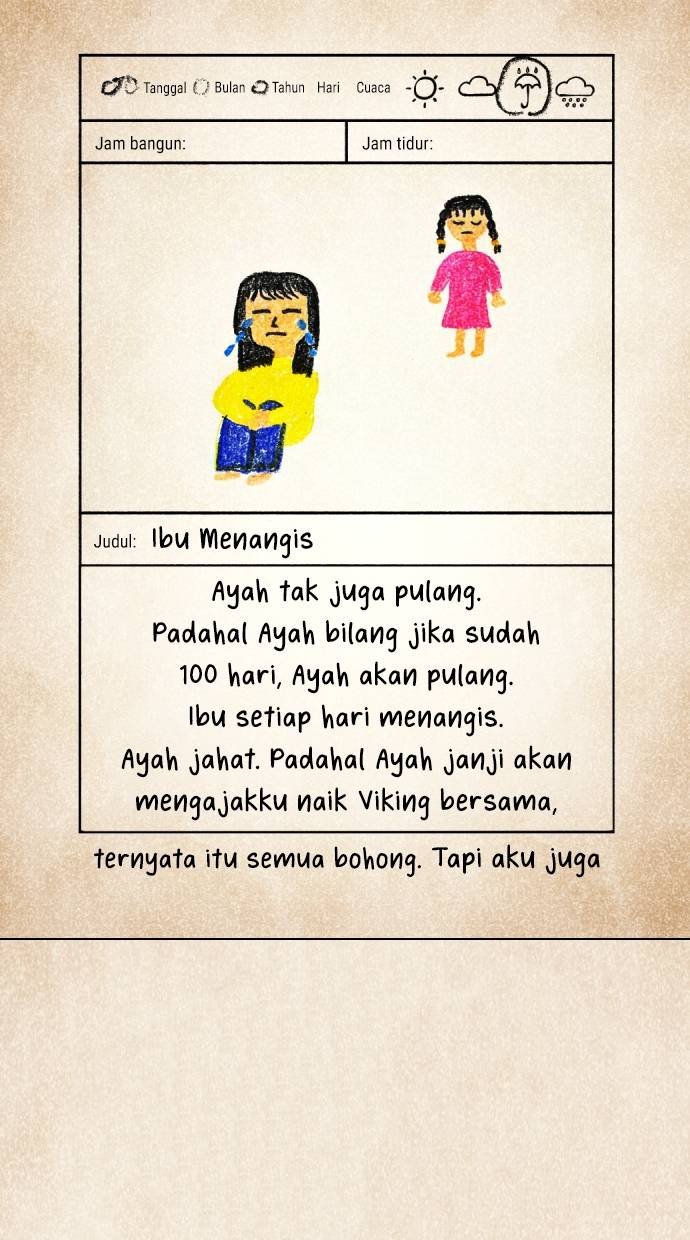 Tanggal Bulan Tahun Hari Cuaca
Jam bangun: Jam tidur:
Judul: Ibu Menangis
Ayah tak juga pulang.
Padahal Ayah bilang jika sudah
100 hari, Ayah akan pulang.
Ibu setiap hari menangis.
Ayah jahat. Padahal Ayah janji akan
mengajakku naik Viking bersama,
ternyata itu semua bohong. Tapi aku juga